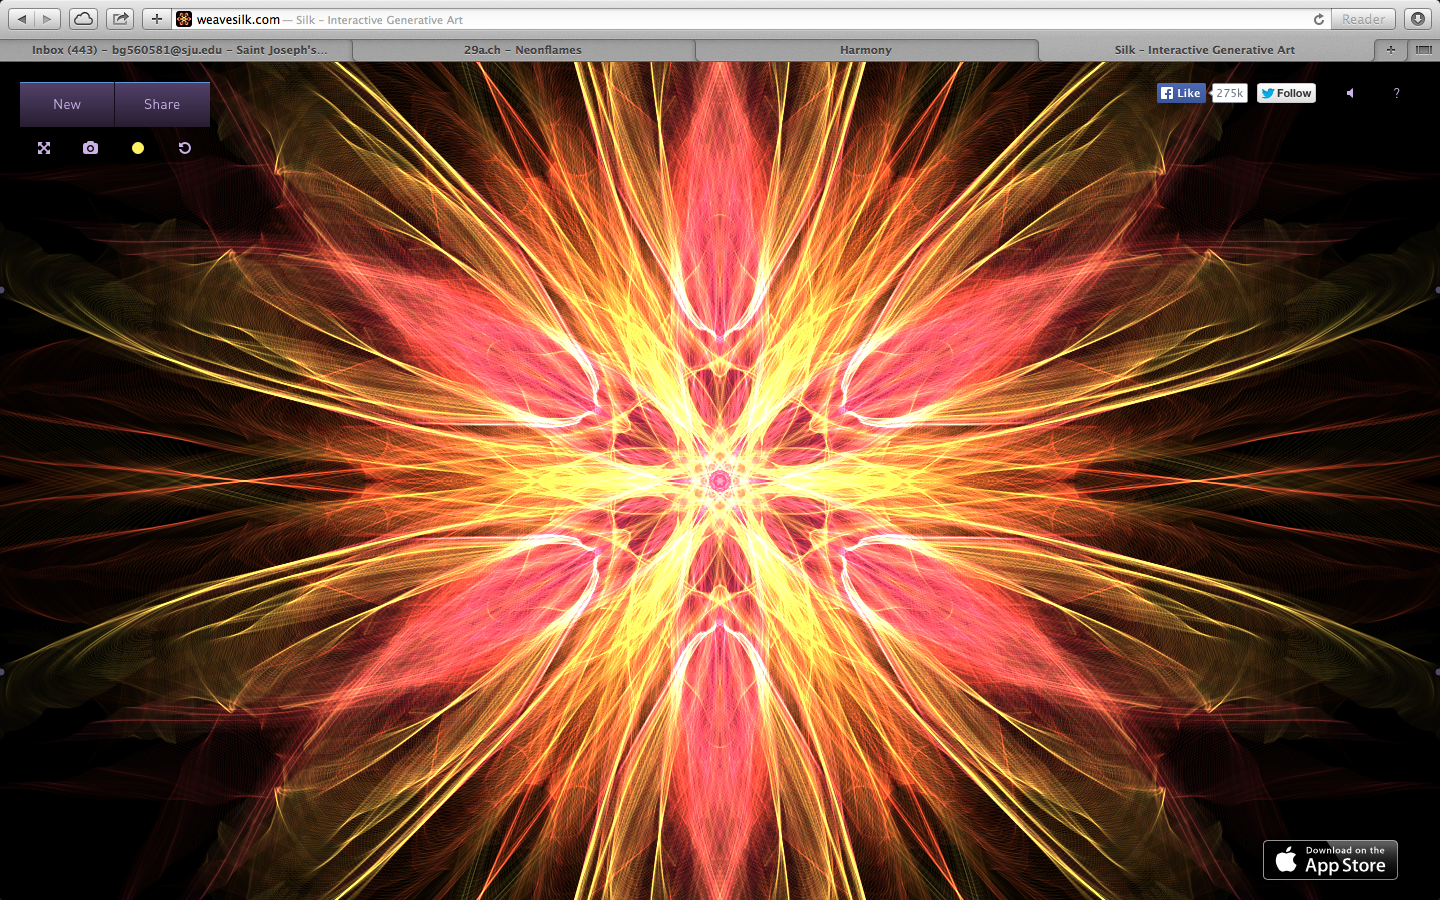 weavesilk.com — Silk – Interactive Generative Art
Reader
Inbox (443) – bg560581@sju.edu – Saint Joseph's...
29a.ch – Neonflames
Harmony
Silk – Interactive Generative Art
New
Share
Like
275k
Follow
?
Download on the
App Store